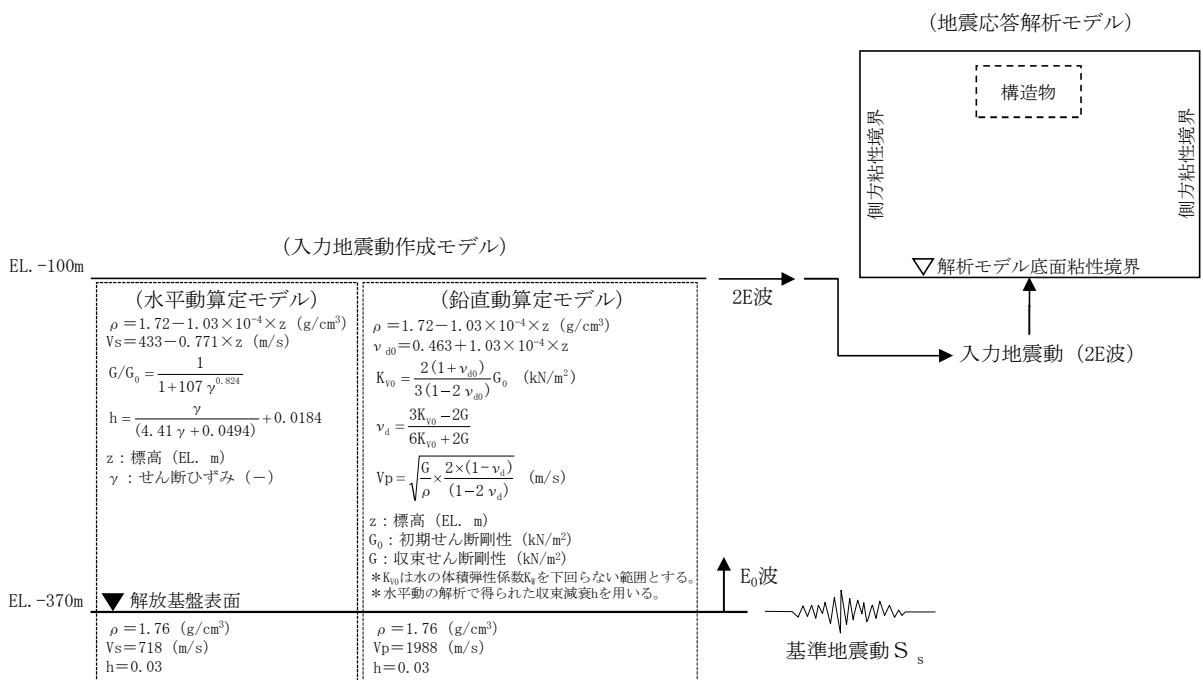 (地震応答解析モデル)
構造物
側方粘性境界
側方粘性境界
▽解析モデル底面粘性境界
(入力地震動作成モデル)
EL.-100m
2E波
入力地震動 (2E波)
(水平動算定モデル)
ρ=1.72-1.03×10⁻⁴×z (g/cm³)
Vs=433-0.771×z (m/s)
G/G₀=1/(1+107γ^0.824)
h=γ/(4.41γ+0.0494)+0.0184
z:標高 (EL. m)
γ:せん断ひずみ (-)
(鉛直動算定モデル)
ρ=1.72-1.03×10⁻⁴×z (g/cm³)
ν_d0=0.463+1.03×10⁻⁴×z
K_V0=2(1+ν_d0)/3(1-2ν_d0) G₀ (kN/m²)
ν_d=(3K_V0-2G)/(6K_V0+2G)
Vp=√(G/ρ×2×(1-ν_d)/(1-2ν_d)) (m/s)
z:標高 (EL. m)
G₀:初期せん断剛性 (kN/m²)
G:収束せん断剛性 (kN/m²)
*K_V0は水の体積弾性係数K_Wを下回らない範囲とする。
*水平動の解析で得られた収束減衰hを用いる。
E₀波
EL.-370m
▼解放基盤表面
ρ=1.76 (g/cm³)
Vs=718 (m/s)
h=0.03
ρ=1.76 (g/cm³)
Vp=1988 (m/s)
h=0.03
基準地震動Ss